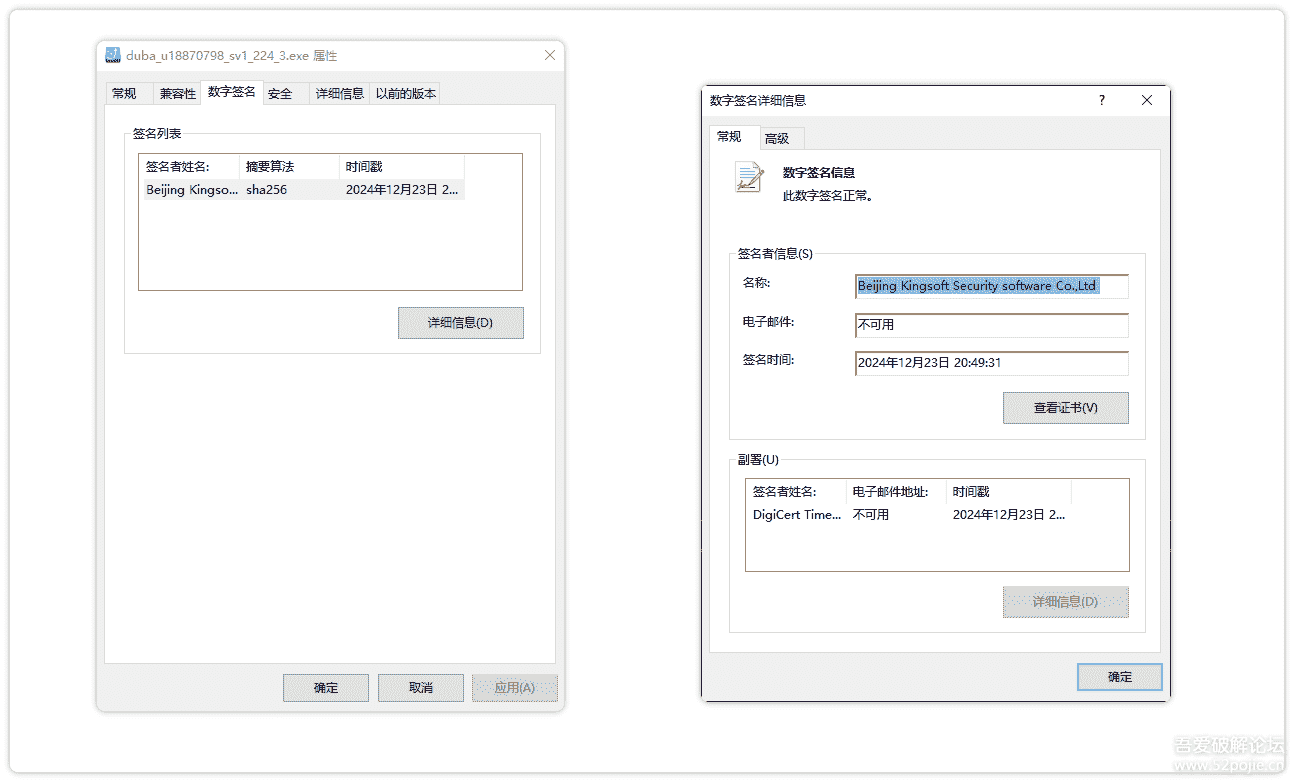 duba_u18870798_sv1_224_3.exe 属性
常规 兼容性 数字签名 安全 详细信息 以前的版本
签名列表
签名者姓名: 摘要算法 时间戳
Beijing Kingso... sha256 2024年12月23日 2...
详细信息(D)
确定 取消 应用(A)
数字签名详细信息 ?
常规 高级
数字签名信息
此数字签名正常。
签名者信息(S)
名称: Beijing Kingsoft Security software Co.,Ltd
电子邮件: 不可用
签名时间: 2024年12月23日 20:49:31
查看证书(V)
副署(U)
签名者姓名: 电子邮件地址: 时间戳
DigiCert Time... 不可用 2024年12月23日 2...
详细信息(D)
确定
吾爱破解论坛
www.52pojie.cn